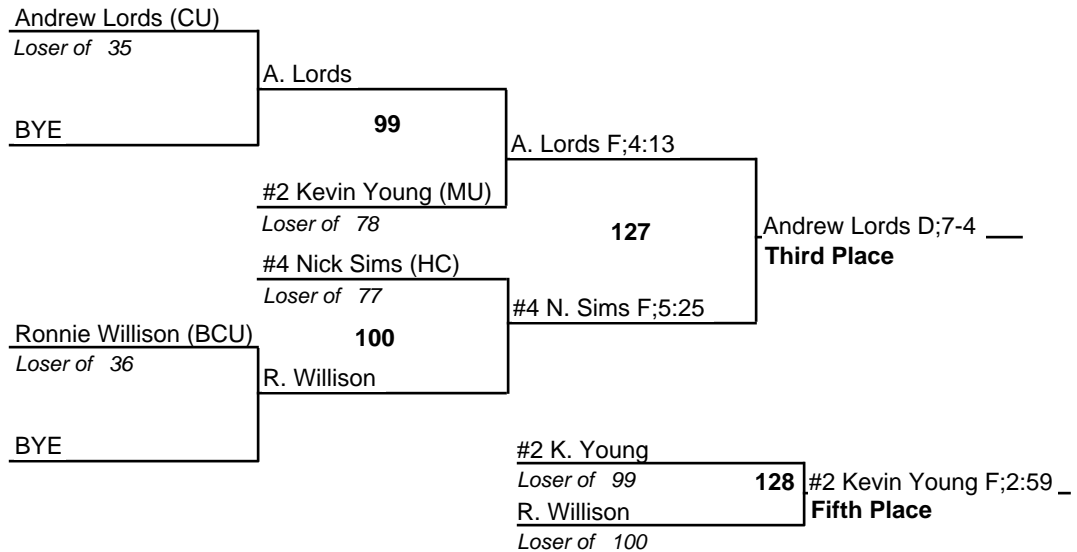 Andrew Lords (CU)
Loser of 35
A. Lords
BYE
99
A. Lords F;4:13
#2 Kevin Young (MU)
Loser of 78
127
Andrew Lords D;7-4
Third Place
#4 Nick Sims (HC)
Loser of 77
#4 N. Sims F;5:25
Ronnie Willison (BCU)
Loser of 36
100
R. Willison
BYE
#2 K. Young
Loser of 99
128
#2 Kevin Young F;2:59
Fifth Place
R. Willison
Loser of 100